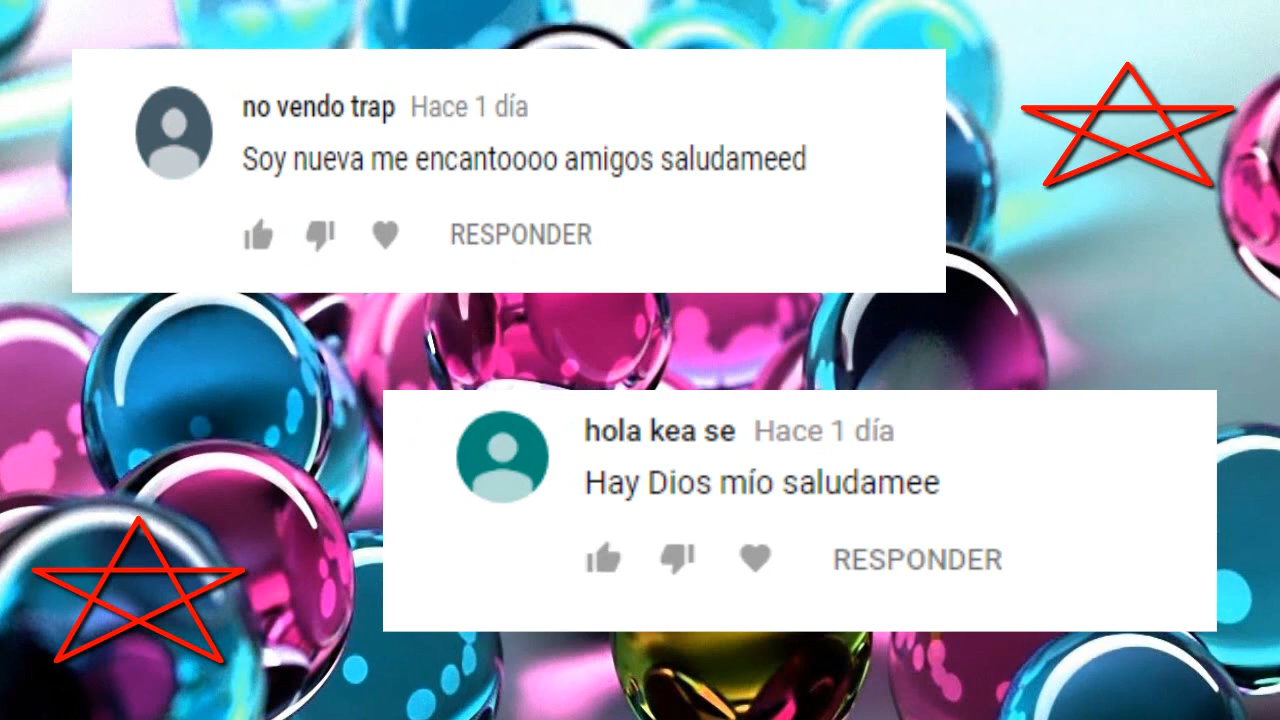 no vendo trap Hace 1 día
Soy nueva me encantoooo amigos saludameed
RESPONDER
hola kea se Hace 1 día
Hay Dios mío saludamee
RESPONDER